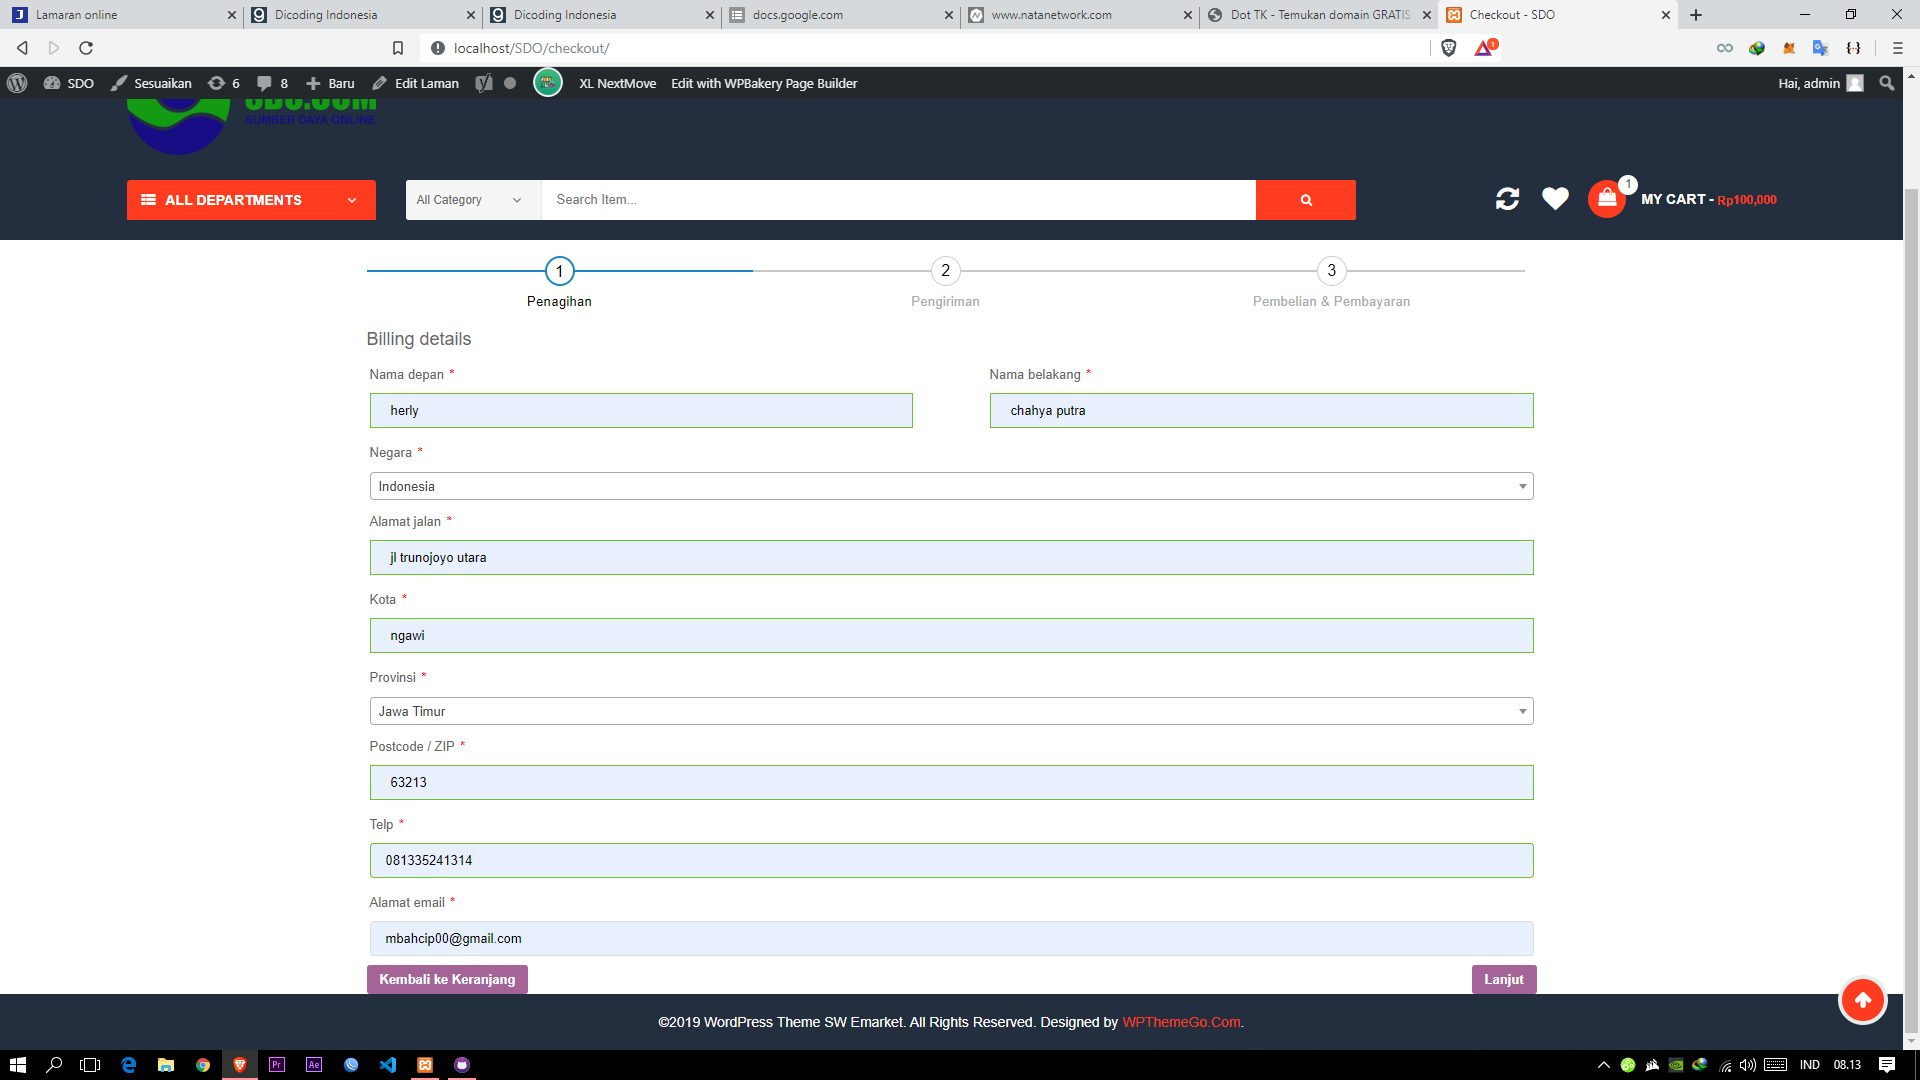 Lamaran online
Dicoding Indonesia
Dicoding Indonesia
docs.google.com
www.natanetwork.com
Dot TK - Temukan domain GRATIS
Checkout - SDO
localhost/SDO/checkout/
1
SDO
Sesuaikan
6
8
Baru
Edit Laman
XL NextMove
Edit with WPBakery Page Builder
Hai, admin
SDO.COM
SUMBER DAYA ONLINE
ALL DEPARTMENTS
All Category
Search Item...
1
MY CART - Rp100,000
1
2
3
Penagihan
Pengiriman
Pembelian & Pembayaran
Billing details
Nama depan *
Nama belakang *
herly
chahya putra
Negara *
Indonesia
Alamat jalan *
jl trunojoyo utara
Kota *
ngawi
Provinsi *
Jawa Timur
Postcode / ZIP *
63213
Telp *
081335241314
Alamat email *
mbahcip00@gmail.com
Kembali ke Keranjang
Lanjut
©2019 WordPress Theme SW Emarket. All Rights Reserved. Designed by WPThemeGo.Com.
Pr
Ae
IND
08.13